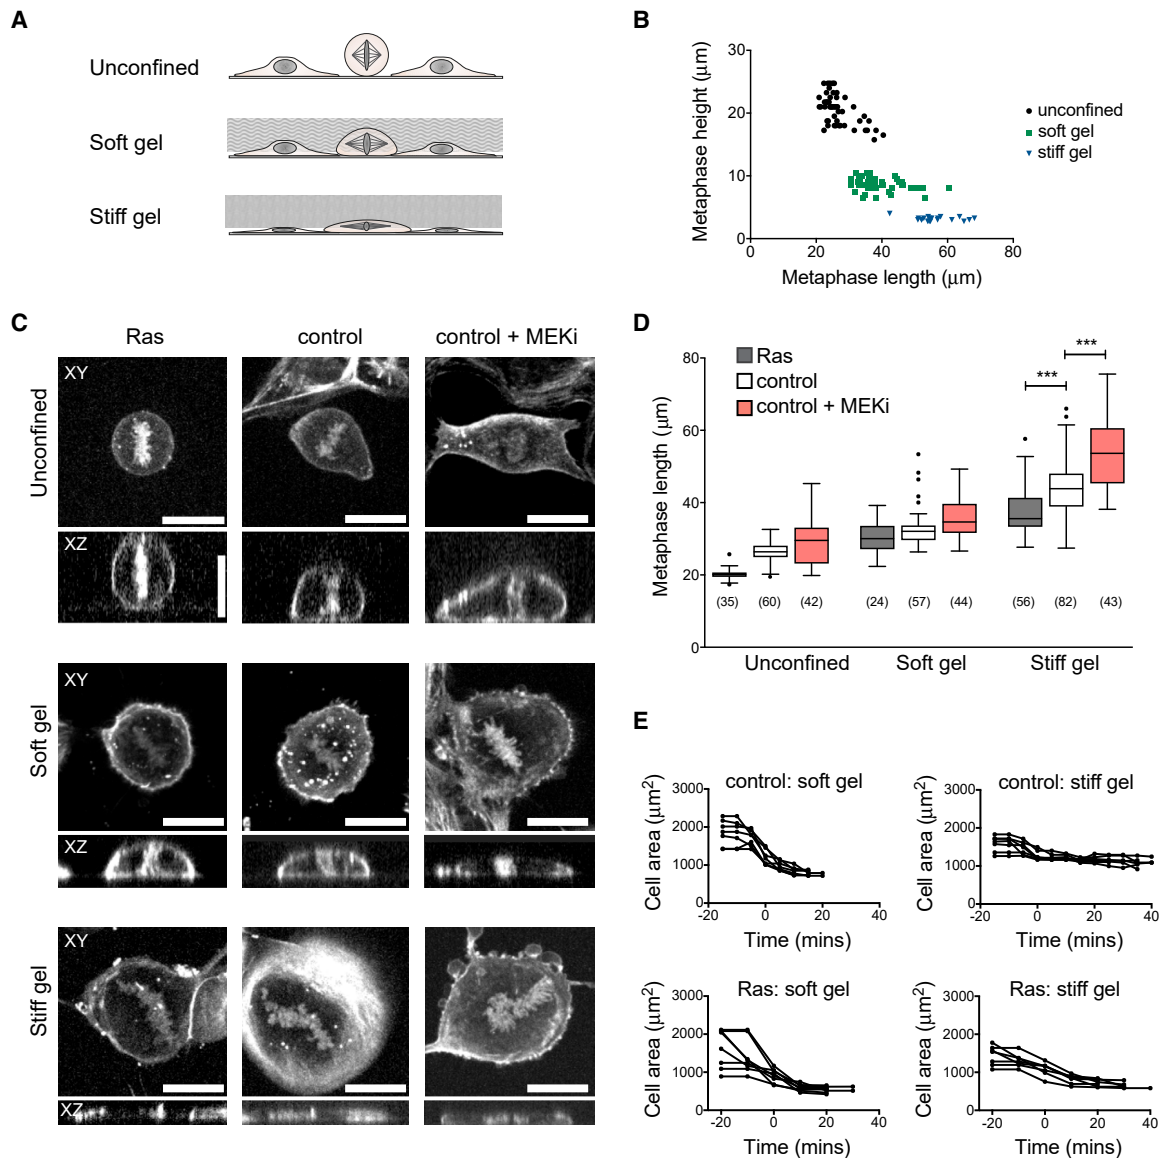 A
Unconfined
Soft gel
Stiff gel
B
Metaphase height (μm)
30
20
10
0
0 20 40 60 80
Metaphase length (μm)
unconfined
soft gel
stiff gel
C
Ras control control + MEKi
Unconfined
XY
XZ
Soft gel
XY
XZ
Stiff gel
XY
XZ
D
Metaphase length (μm)
80
60
40
20
0
Ras
control
control + MEKi
***
***
(35) (60) (42) (24) (57) (44) (56) (82) (43)
Unconfined Soft gel Stiff gel
E
control: soft gel
Cell area (μm²)
3000
2000
1000
0
-20 0 20 40
Time (mins)
control: stiff gel
Cell area (μm²)
3000
2000
1000
0
-20 0 20 40
Time (mins)
Ras: soft gel
Cell area (μm²)
3000
2000
1000
0
-20 0 20 40
Time (mins)
Ras: stiff gel
Cell area (μm²)
3000
2000
1000
0
-20 0 20 40
Time (mins)